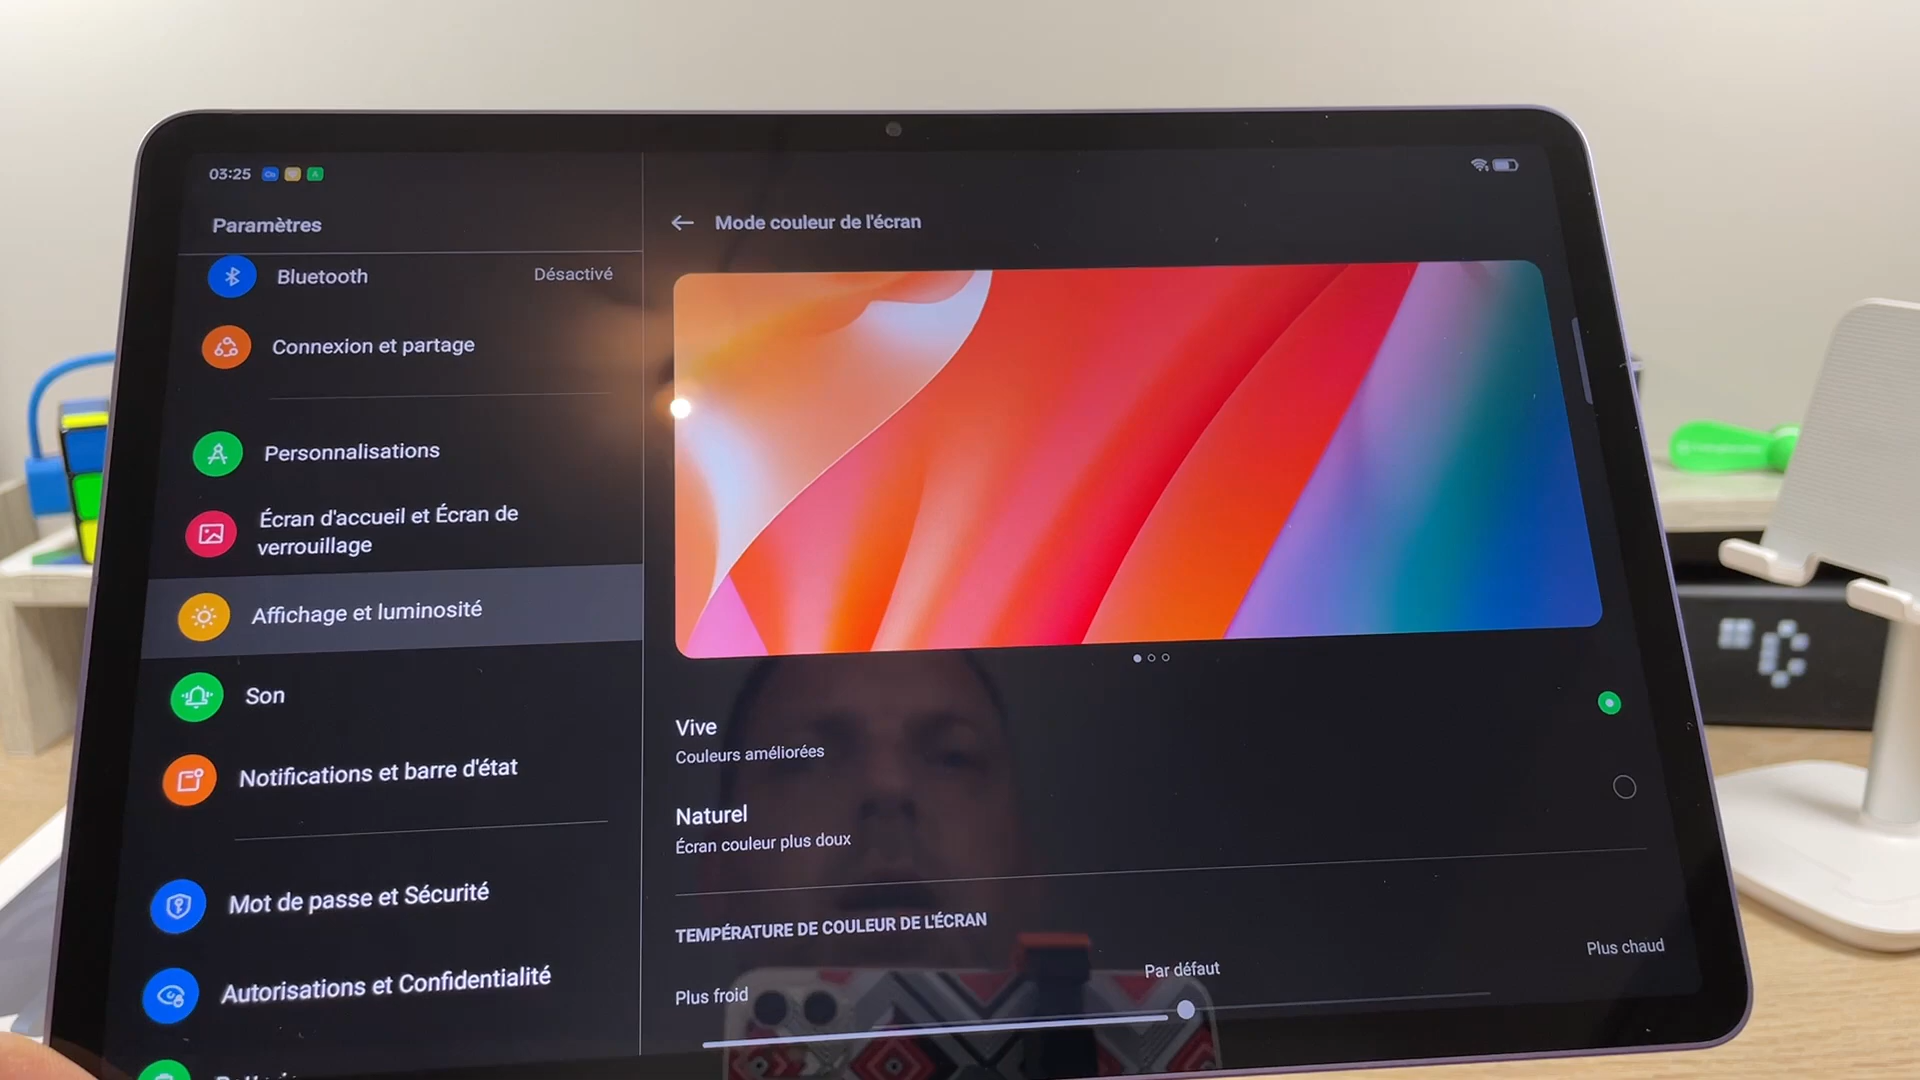 03:25
Paramètres
Bluetooth
Désactivé
Connexion et partage
Personnalisations
Écran d'accueil et Écran de
verrouillage
Affichage et luminosité
Son
Notifications et barre d'état
Mot de passe et Sécurité
Autorisations et Confidentialité
Mode couleur de l'écran
Vive
Couleurs améliorées
Naturel
Écran couleur plus doux
TEMPÉRATURE DE COULEUR DE L'ÉCRAN
Plus froid
Par défaut
Plus chaud